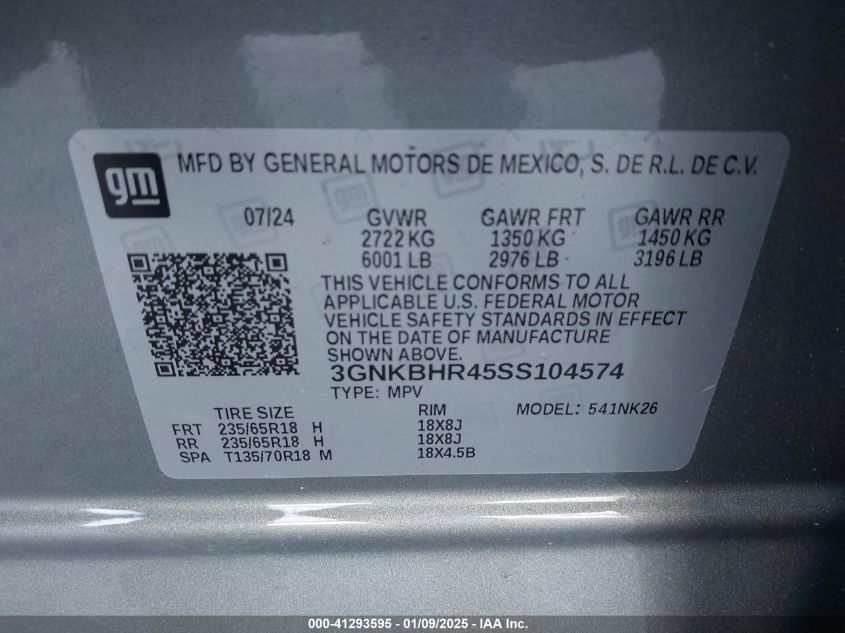 gm MFD BY GENERAL MOTORS DE MEXICO, S. DE R.L. DE C.V.
07/24 GVWR GAWR FRT GAWR RR
2722 KG 1350 KG 1450 KG
6001 LB 2976 LB 3196 LB
THIS VEHICLE CONFORMS TO ALL
APPLICABLE U.S. FEDERAL MOTOR
VEHICLE SAFETY STANDARDS IN EFFECT
ON THE DATE OF MANUFACTURE
SHOWN ABOVE.
3GNKBHR45SS104574
TYPE: MPV
TIRE SIZE RIM MODEL: 541NK26
FRT 235/65R18 H 18X8J
RR 235/65R18 H 18X8J
SPA T135/70R18 M 18X4.5B
000-41293595 - 01/09/2025 - IAA Inc.